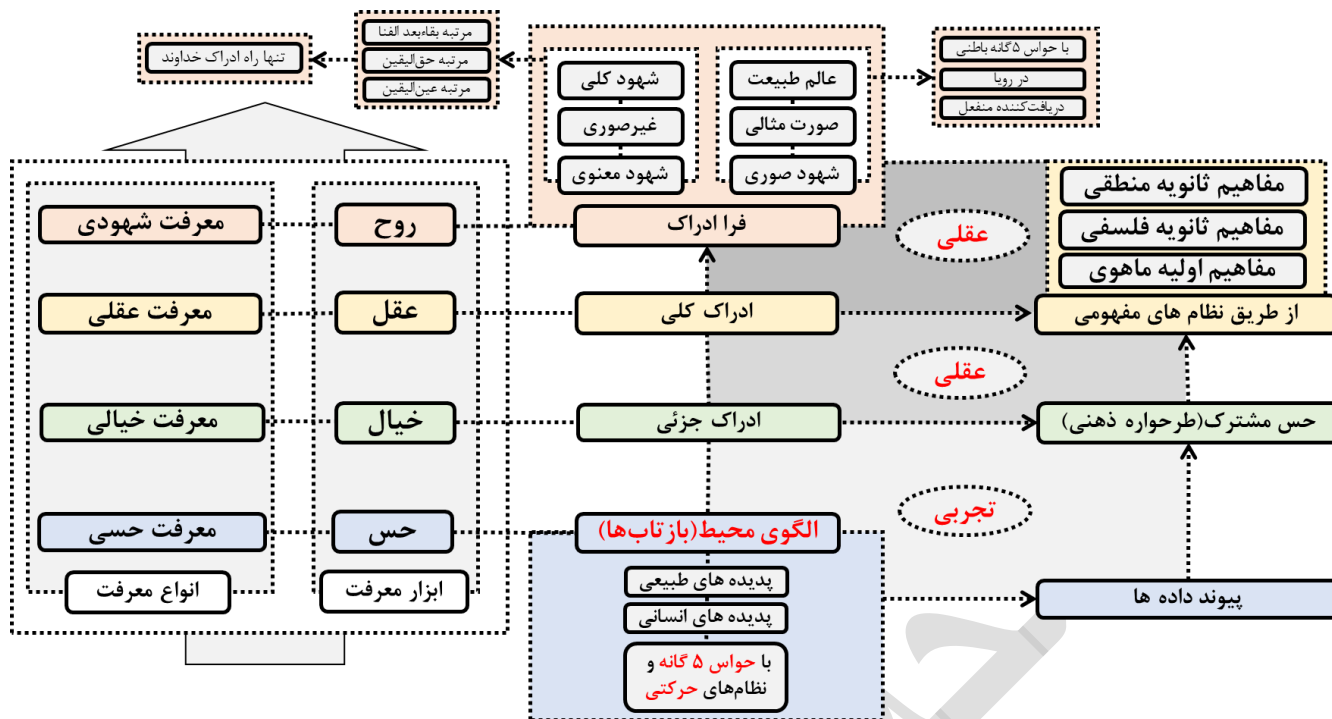 مرتبه بقاءبعد الفنا
مرتبه حق‌الیقین
مرتبه عین‌الیقین
تنها راه ادراک خداوند
با حواس ۵گانه باطنی
در رویا
دریافت‌کننده منفعل
عالم طبیعت
صورت مثالی
شهود صوری
شهود کلی
غیرصوری
شهود معنوی
مفاهیم ثانویه منطقی
مفاهیم ثانویه فلسفی
مفاهیم اولیه ماهوی
از طریق نظام های مفهومی
عقلی
فرا ادراک
روح
معرفت شهودی
ادراک کلی
عقل
معرفت عقلی
عقلی
حس مشترک(طرحواره ذهنی)
ادراک جزئی
خیال
معرفت خیالی
تجربی
الگوی محیط(بازتاب‌ها)
حس
معرفت حسی
پیوند داده ها
پدیده های طبیعی
پدیده های انسانی
با حواس ۵ گانه و
نظام‌های حرکتی
ابزار معرفت
انواع معرفت